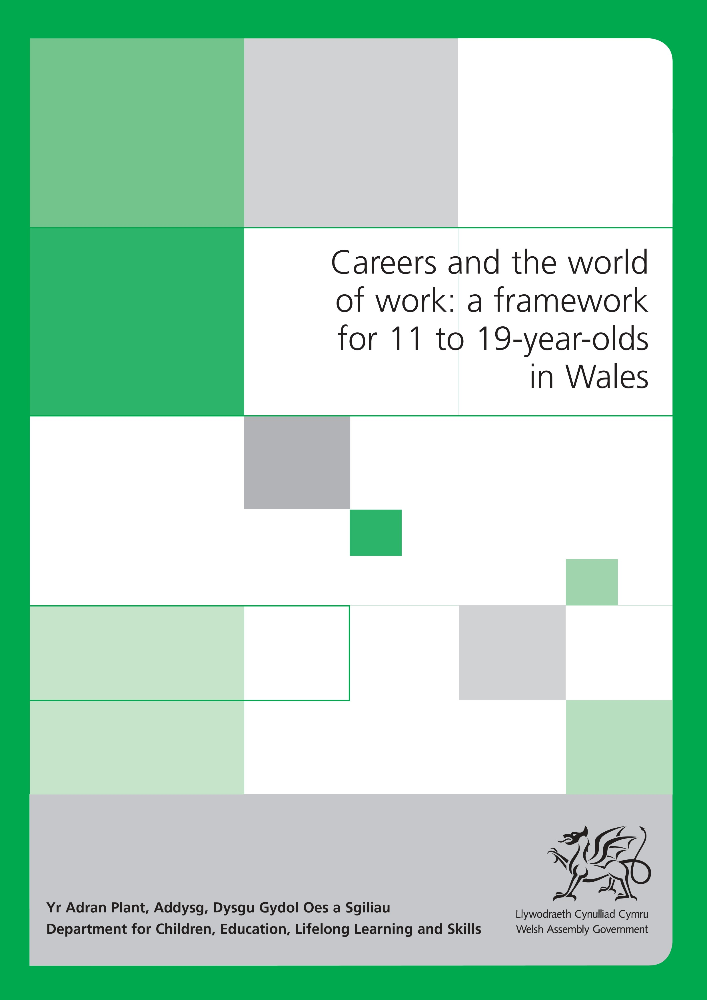 Careers and the world
of work: a framework
for 11 to 19-year-olds
in Wales
Yr Adran Plant, Addysg, Dysgu Gydol Oes a Sgiliau
Department for Children, Education, Lifelong Learning and Skills
Llywodraeth Cynulliad Cymru
Welsh Assembly Government